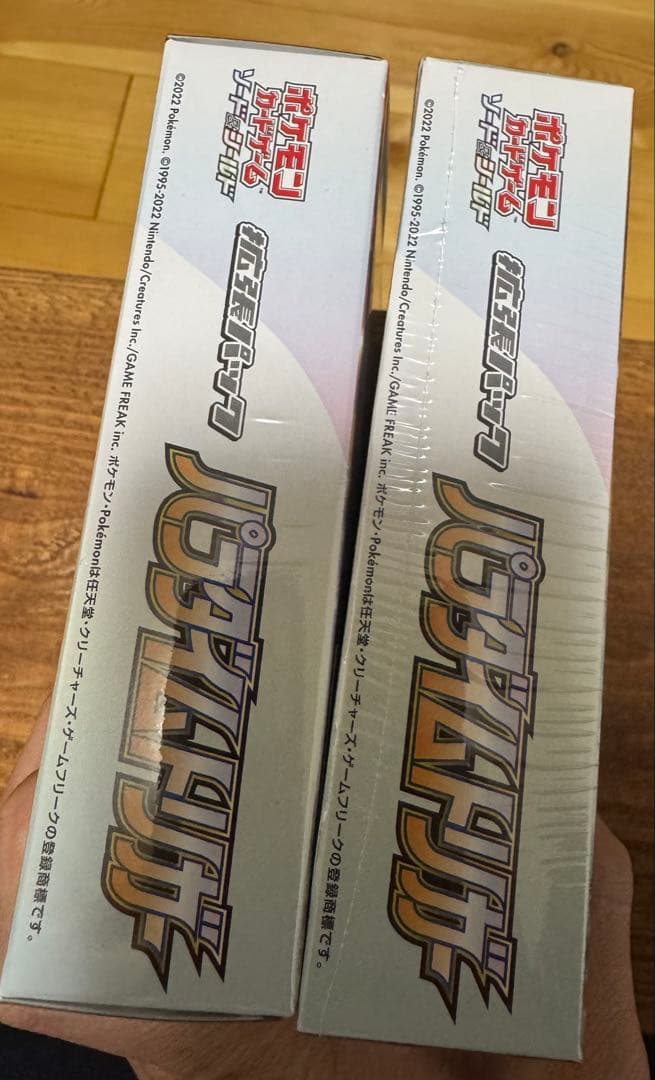 ポケモン
カードゲーム™
ソード&シールド
拡張パック
パラダイムトリガー
©2022 Pokémon. ©1995-2022 Nintendo/Creatures Inc./GAME FREAK inc. ポケモン・Pokémonは任天堂・クリーチャーズ・ゲームフリークの登録商標です。
ポケモン
カードゲーム™
ソード&シールド
拡張パック
パラダイムトリガー
©2022 Pokémon. ©1995-2022 Nintendo/Creatures Inc./GAME FREAK inc. ポケモン・Pokémonは任天堂・クリーチャーズ・ゲームフリークの登録商標です。